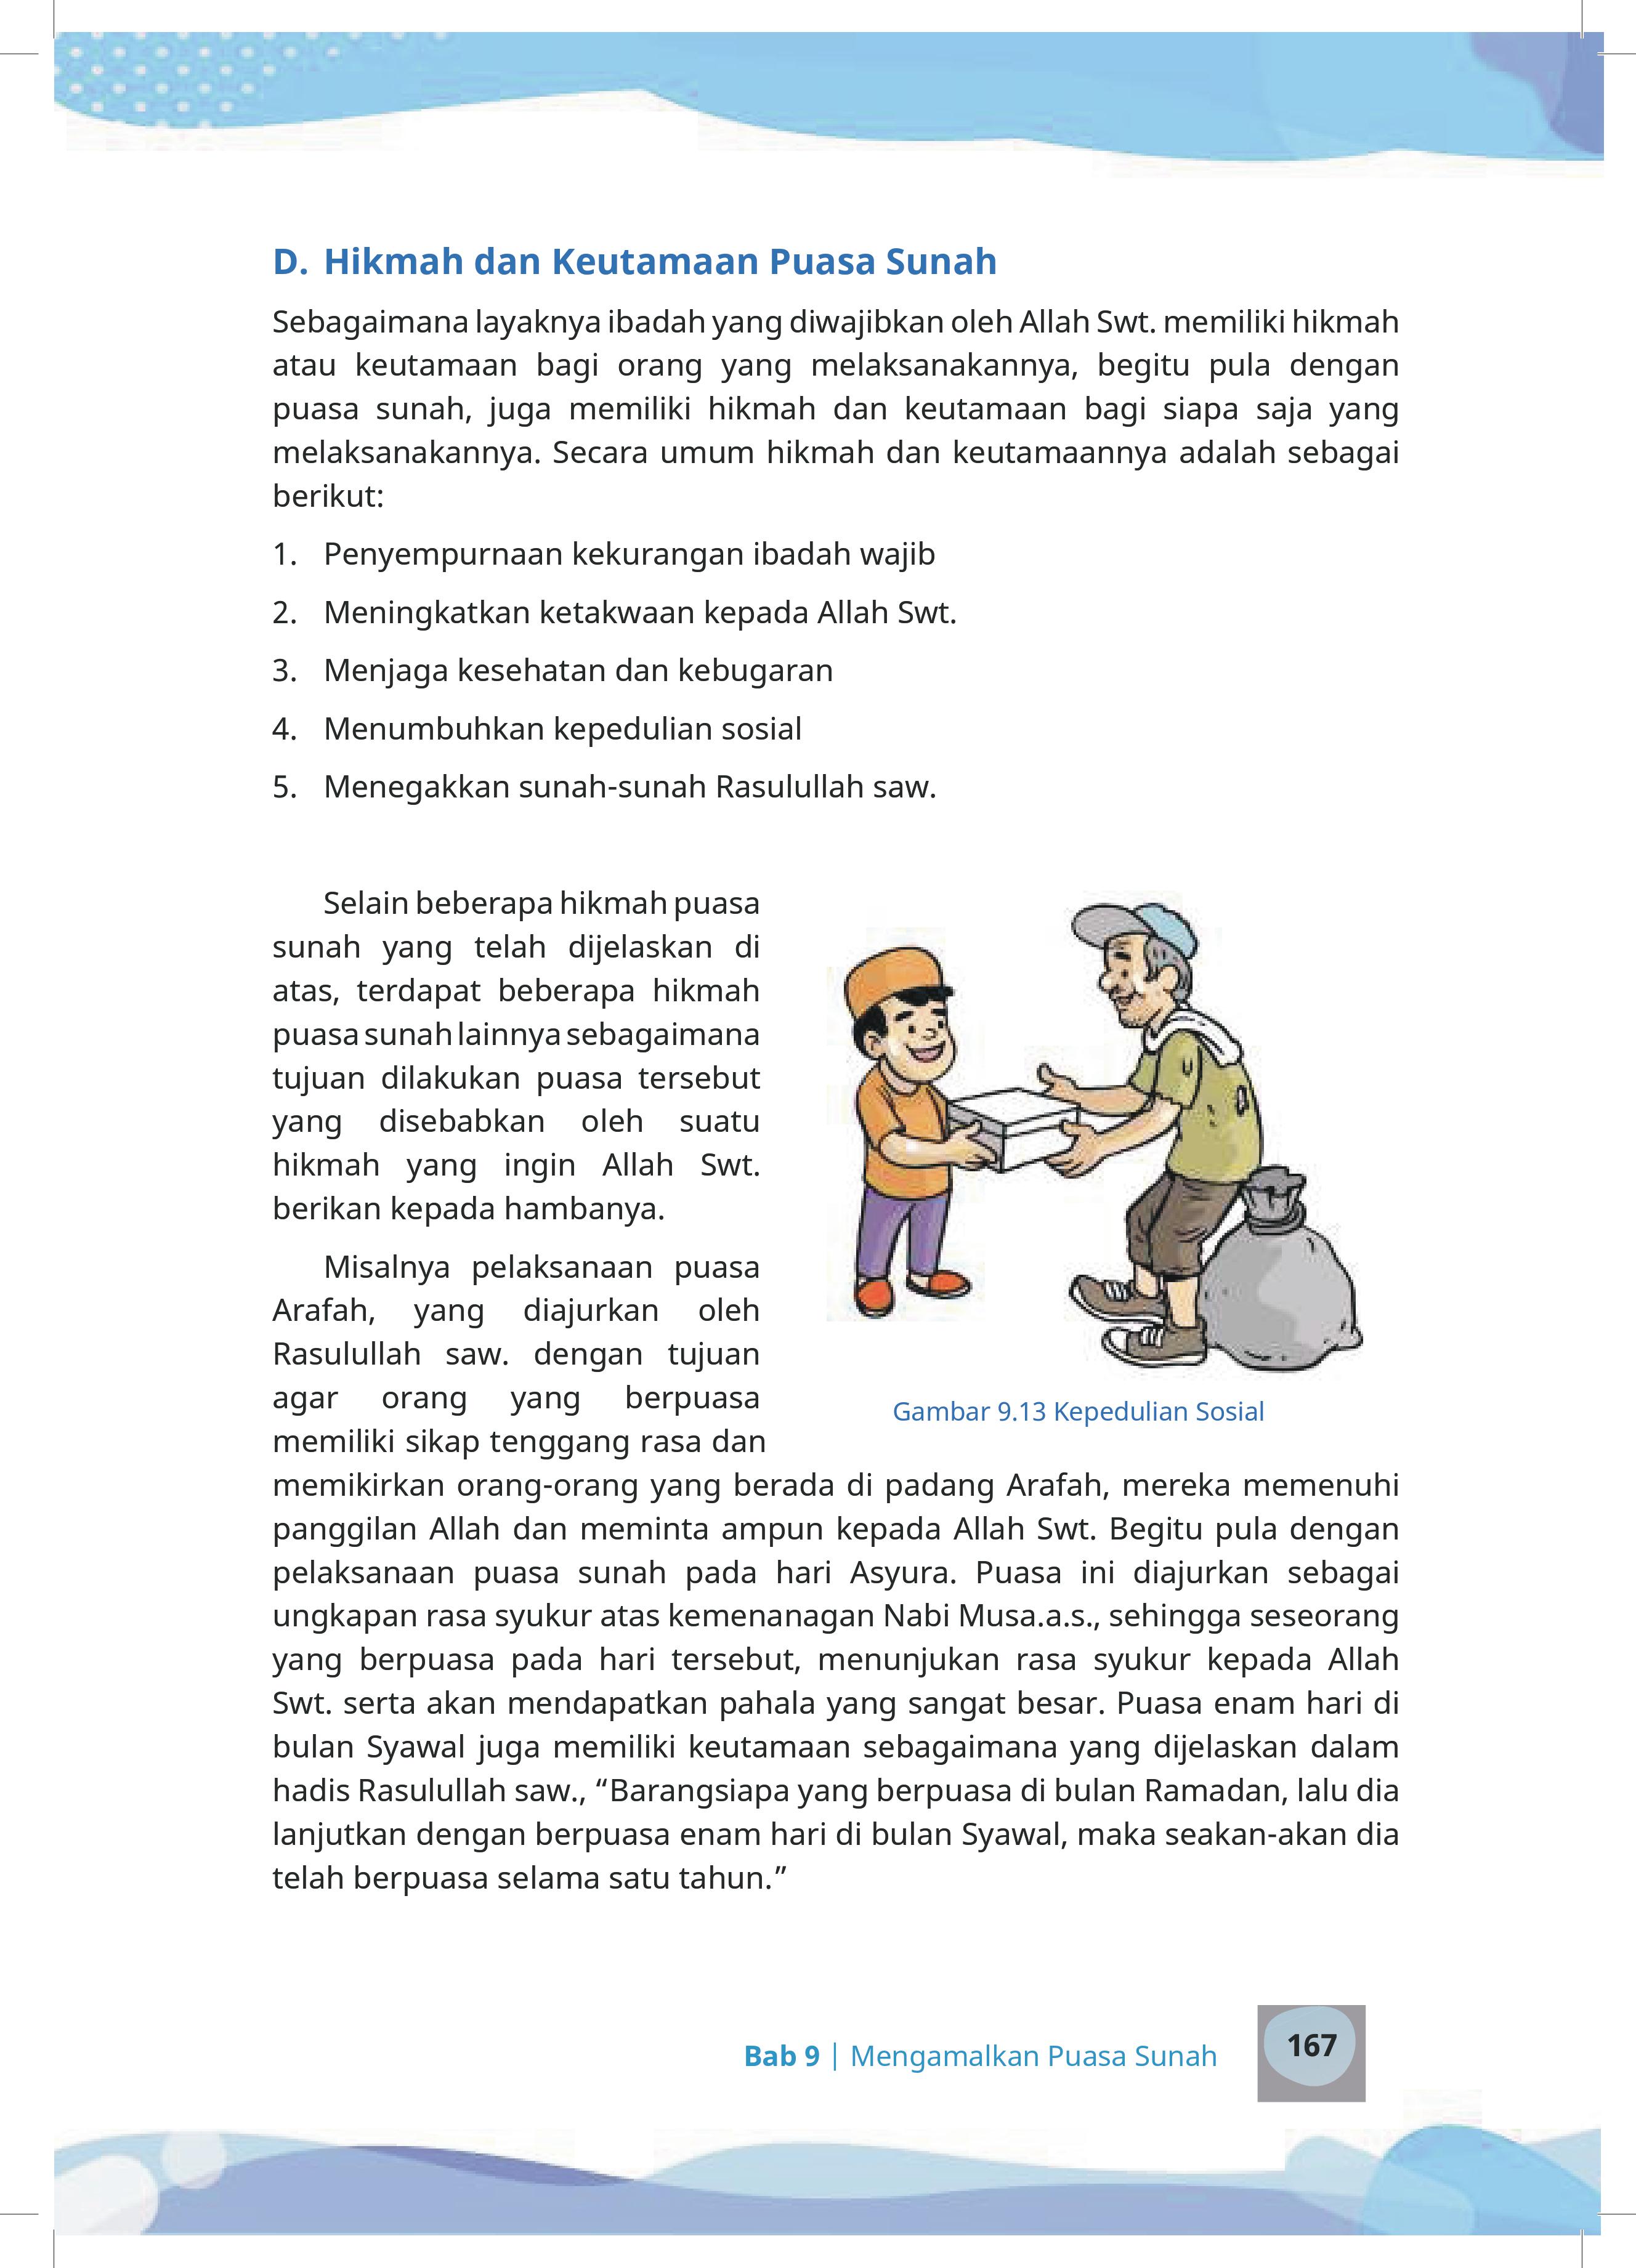 D. Hikmah dan Keutamaan Puasa Sunah
Sebagaimana layaknya ibadah yang diwajibkan oleh Allah Swt. memiliki hikmah
atau keutamaan bagi orang yang melaksanakannya, begitu pula dengan
puasa sunah, juga memiliki hikmah dan keutamaan bagi siapa saja yang
melaksanakannya. Secara umum hikmah dan keutamaannya adalah sebagai
berikut:
1. Penyempurnaan kekurangan ibadah wajib
2. Meningkatkan ketakwaan kepada Allah Swt.
3. Menjaga kesehatan dan kebugaran
4. Menumbuhkan kepedulian sosial
5. Menegakkan sunah-sunah Rasulullah saw.
Selain beberapa hikmah puasa
sunah yang telah dijelaskan di
atas, terdapat beberapa hikmah
puasa sunah lainnya sebagaimana
tujuan dilakukan puasa tersebut
yang disebabkan oleh suatu
hikmah yang ingin Allah Swt.
berikan kepada hambanya.
Misalnya pelaksanaan puasa
Arafah, yang diajurkan oleh
Rasulullah saw. dengan tujuan
agar orang yang berpuasa
memiliki sikap tenggang rasa dan
Gambar 9.13 Kepedulian Sosial
memikirkan orang-orang yang berada di padang Arafah, mereka memenuhi
panggilan Allah dan meminta ampun kepada Allah Swt. Begitu pula dengan
pelaksanaan puasa sunah pada hari Asyura. Puasa ini diajurkan sebagai
ungkapan rasa syukur atas kemenanagan Nabi Musa.a.s., sehingga seseorang
yang berpuasa pada hari tersebut, menunjukan rasa syukur kepada Allah
Swt. serta akan mendapatkan pahala yang sangat besar. Puasa enam hari di
bulan Syawal juga memiliki keutamaan sebagaimana yang dijelaskan dalam
hadis Rasulullah saw., “Barangsiapa yang berpuasa di bulan Ramadan, lalu dia
lanjutkan dengan berpuasa enam hari di bulan Syawal, maka seakan-akan dia
telah berpuasa selama satu tahun.”
Bab 9 | Mengamalkan Puasa Sunah 167